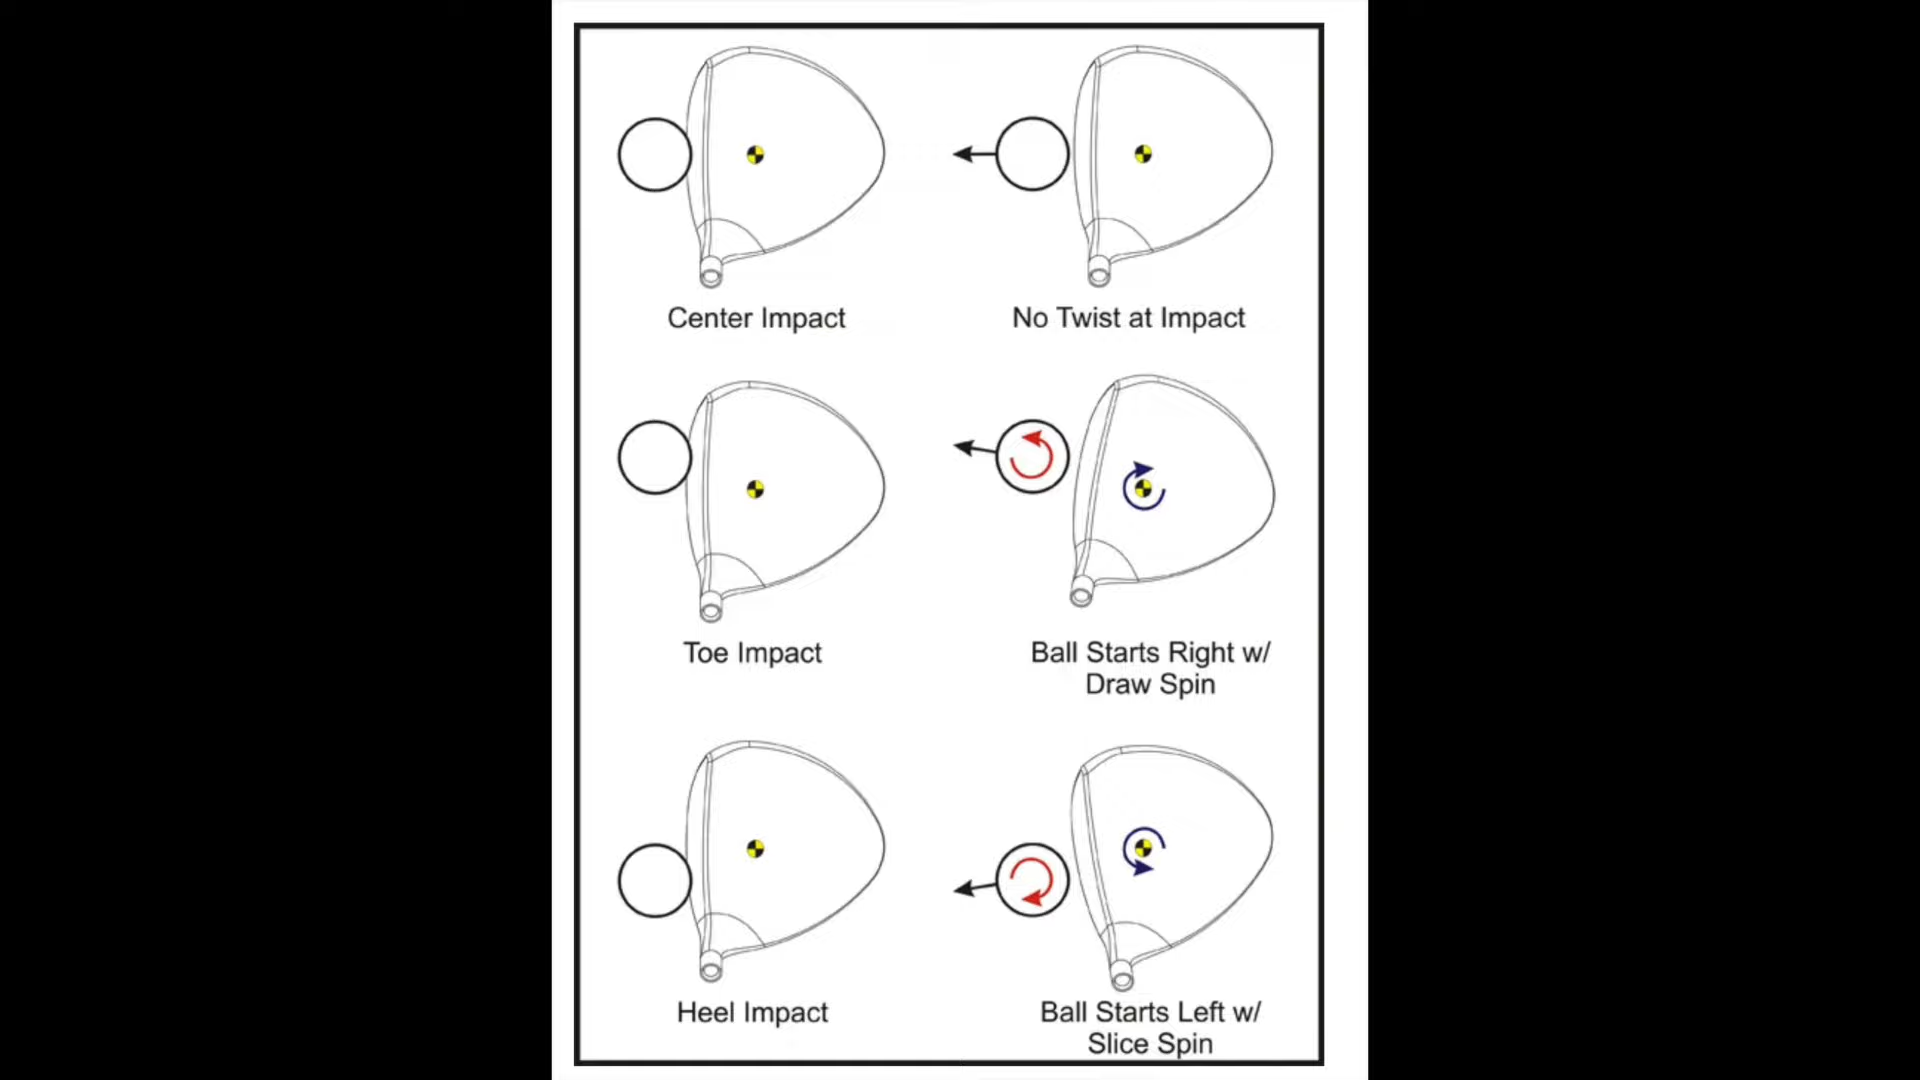 Center Impact
No Twist at Impact
Toe Impact
Ball Starts Right w/
Draw Spin
Heel Impact
Ball Starts Left w/
Slice Spin